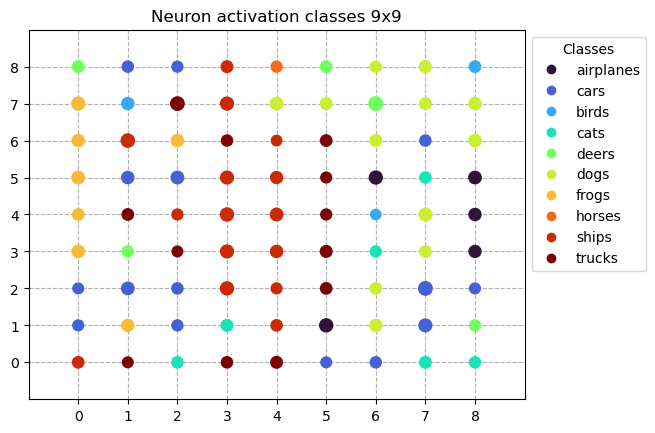 Neuron activation classes 9x9
Classes
airplanes
cars
birds
cats
deers
dogs
frogs
horses
ships
trucks
8
7
6
5
4
3
2
1
0
0 1 2 3 4 5 6 7 8